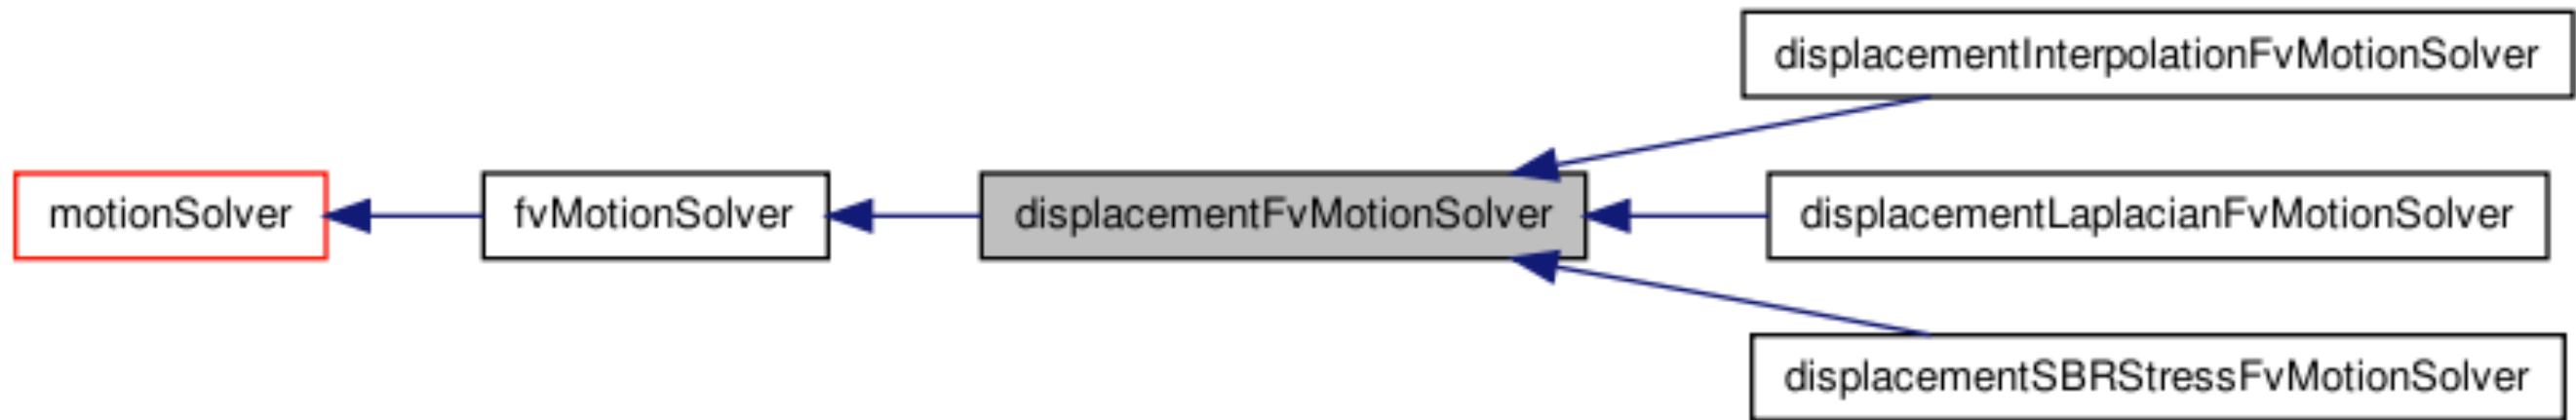 displacementInterpolationFvMotionSolver
motionSolver
fvMotionSolver
displacementFvMotionSolver
displacementLaplacianFvMotionSolver
displacementSBRStressFvMotionSolver